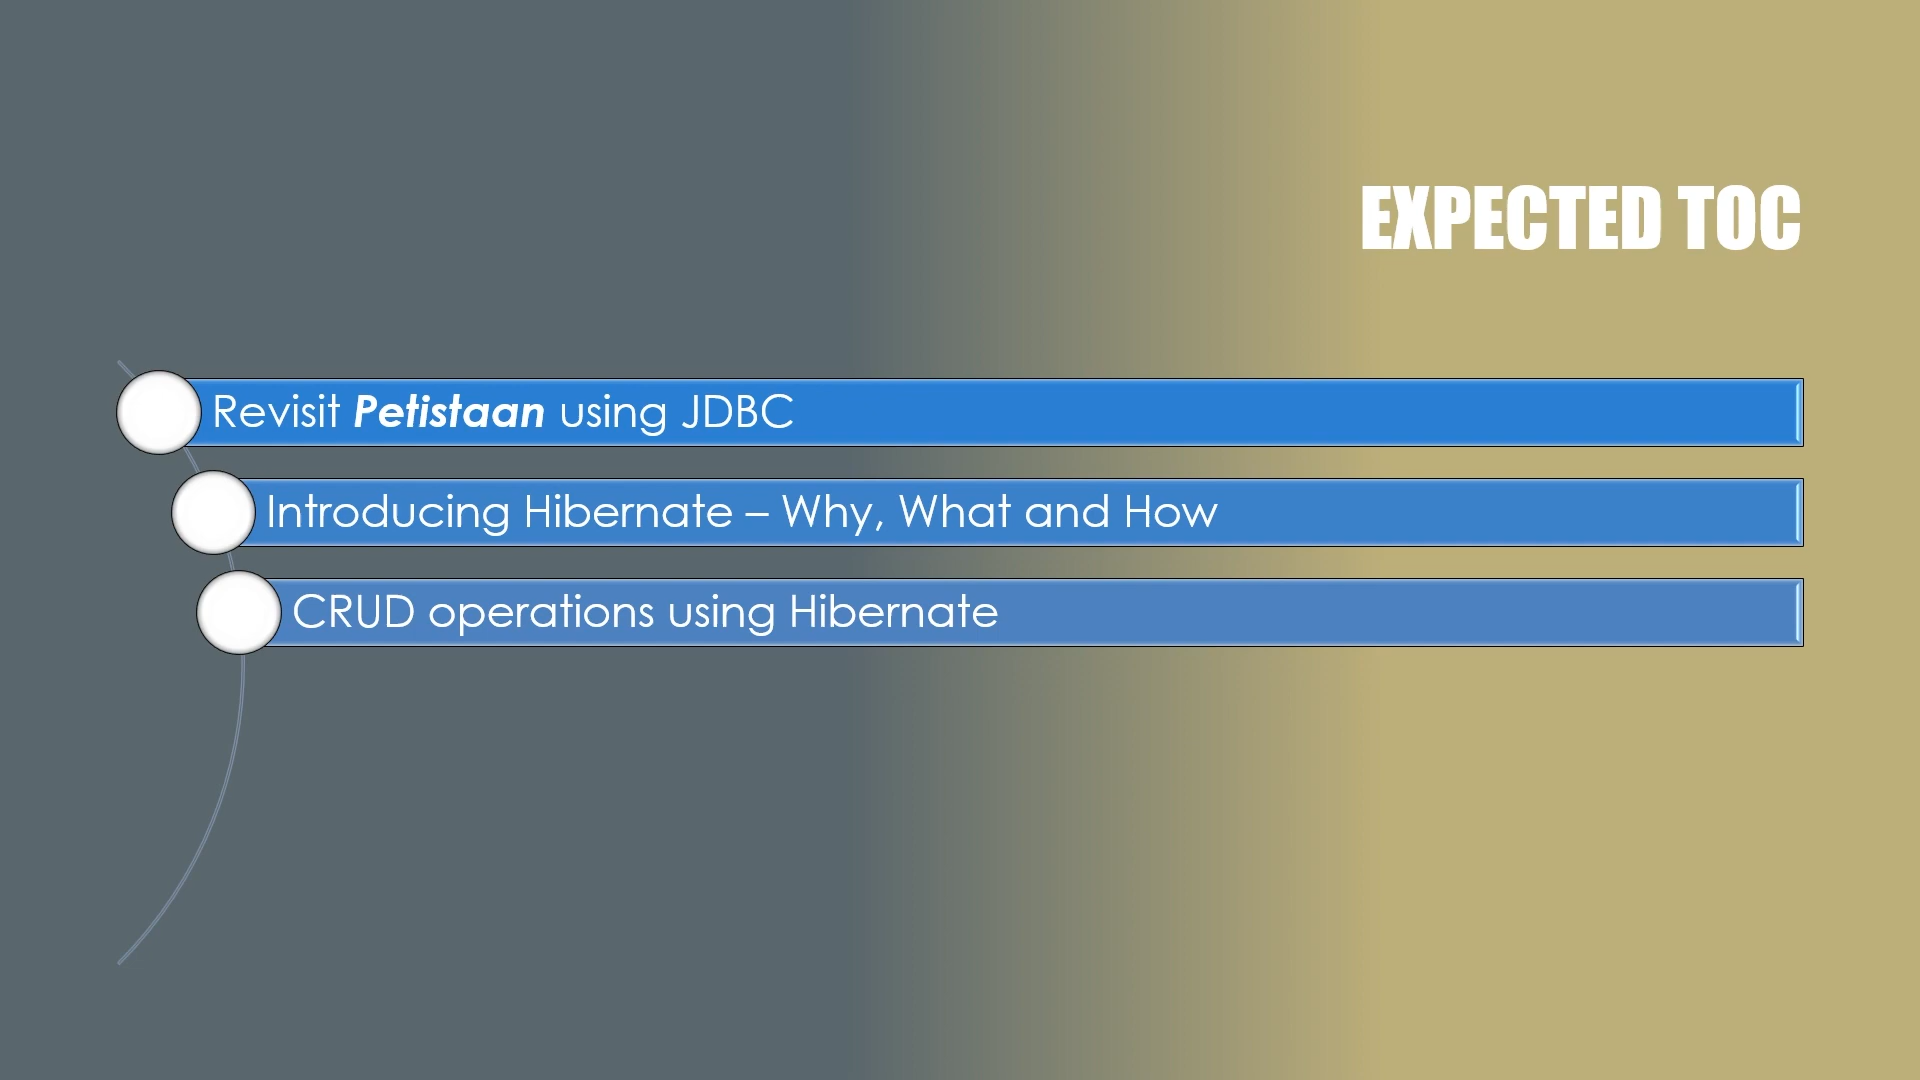 EXPECTED TOC
Revisit Petistaan using JDBC
Introducing Hibernate – Why, What and How
CRUD operations using Hibernate